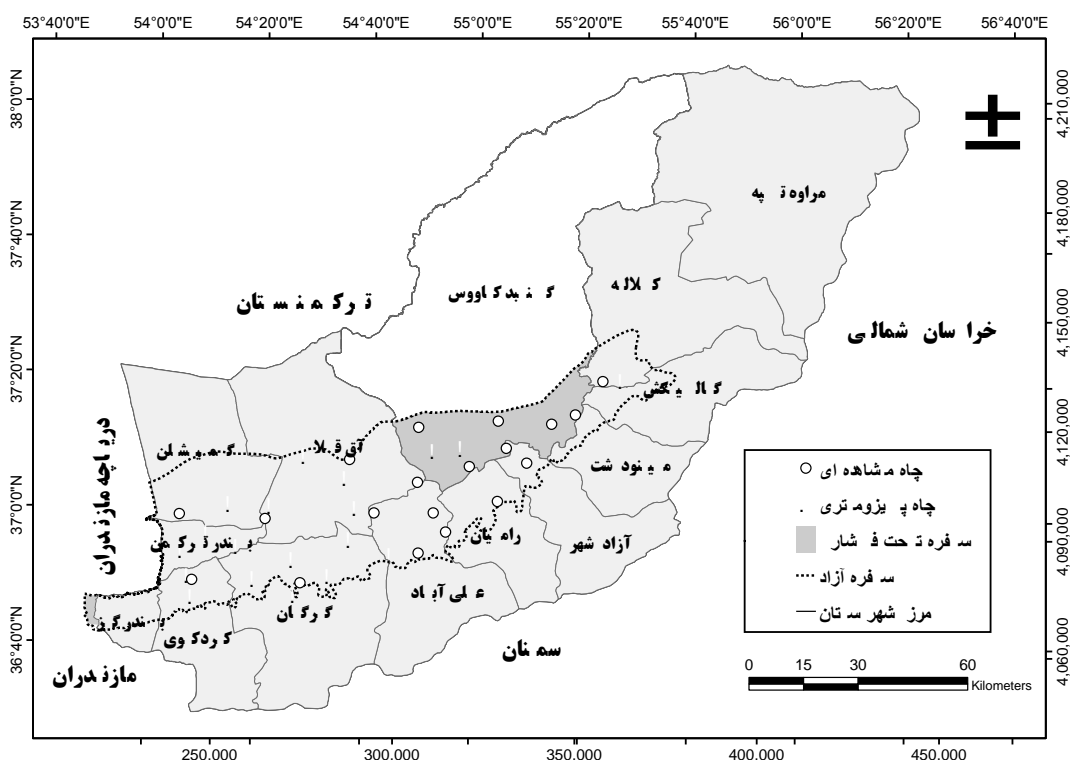 53°40'0"E 54°0'0"E 54°20'0"E 54°40'0"E 55°0'0"E 55°20'0"E 56°0'0"E 56°20'0"E 56°40'0"E
38°0'0"N
4,210,000
مراوه تپه
4,180,000
37°40'0"N
کلاله
گنبدکاووس
ترکمنستان
خراسان شمالی
4,150,000
37°20'0"N
گالیکش
4,120,000
گمیشان
آق قلا
مینودشت
دریاچه مازندران
37°0'0"N
بندرترکمن
رامیان
آزاد شهر
4,090,000
علی آباد
گرگان
بندرگز
کردکوی
36°40'0"N
4,060,000
سمنان
مازندران
چاه مشاهده ای
چاه پیزومتری
سفره تحت فشار
سفره آزاد
مرز شهرستان
0 15 30 60
Kilometers
250.000 300.000 350.000 400.000 450.000